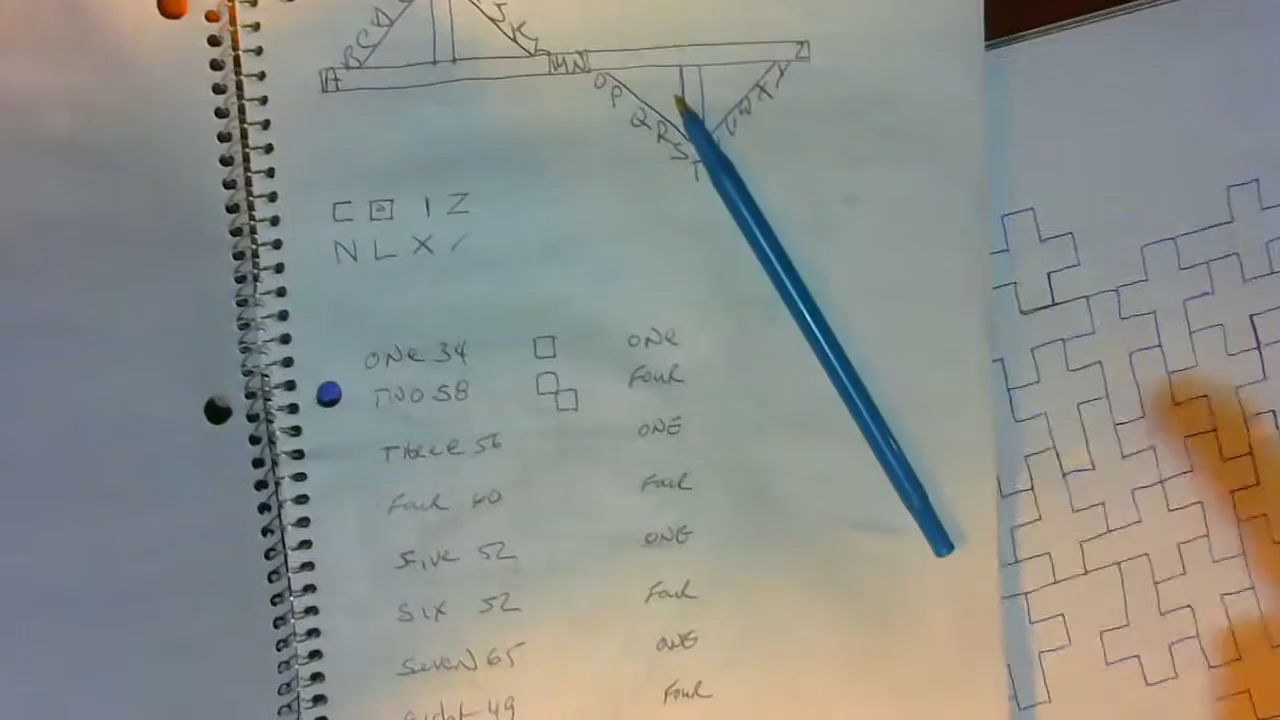 B C D J K L
A M N Z
O P Q R S T U W X Y
C ⊡ I Z
N L X /
ONE 34 ONE
TWO 58 FOUR
THREE 56 ONE
FOUR 60 FOUR
FIVE 52 ONE
SIX 52 FOUR
SEVEN 65 ONE
eight 49 FOUR